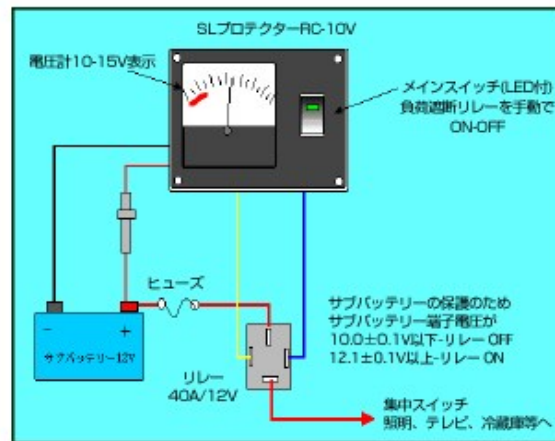 SLプロテクターRC-10V
電圧計10-15V表示
メインスイッチ(LED付)
負荷遮断リレーを手動で
ON-OFF
ヒューズ
- +
サブバッテリー12V
リレー
40A/12V
サブバッテリーの保護のため
サブバッテリー端子電圧が
10.0±0.1V以下-リレー OFF
12.1±0.1V以上-リレー ON
集中スイッチ
照明、テレビ、冷蔵庫等へ